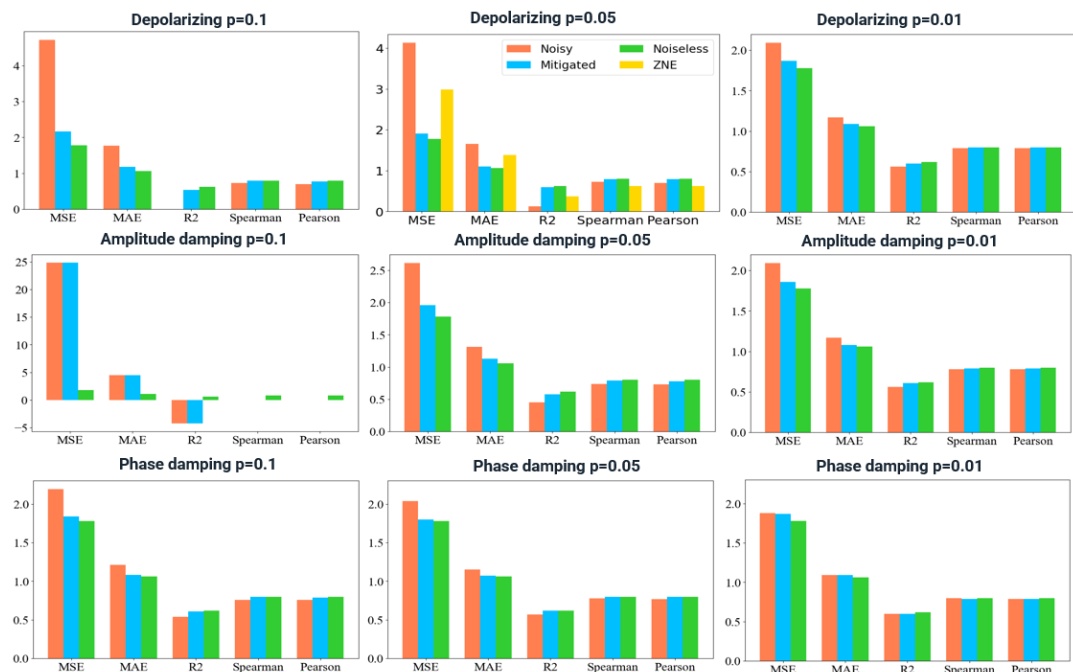 Depolarizing p=0.1
4
3
2
1
0
MSE MAE R2 Spearman Pearson
Depolarizing p=0.05
Noisy Noiseless
Mitigated ZNE
4
3
2
1
0
MSE MAE R2 Spearman Pearson
Depolarizing p=0.01
2.0
1.5
1.0
0.5
0.0
MSE MAE R2 Spearman Pearson
Amplitude damping p=0.1
25
20
15
10
5
0
−5
MSE MAE R2 Spearman Pearson
Amplitude damping p=0.05
2.5
2.0
1.5
1.0
0.5
0.0
MSE MAE R2 Spearman Pearson
Amplitude damping p=0.01
2.0
1.5
1.0
0.5
0.0
MSE MAE R2 Spearman Pearson
Phase damping p=0.1
2.0
1.5
1.0
0.5
0.0
MSE MAE R2 Spearman Pearson
Phase damping p=0.05
2.0
1.5
1.0
0.5
0.0
MSE MAE R2 Spearman Pearson
Phase damping p=0.01
2.0
1.5
1.0
0.5
0.0
MSE MAE R2 Spearman Pearson